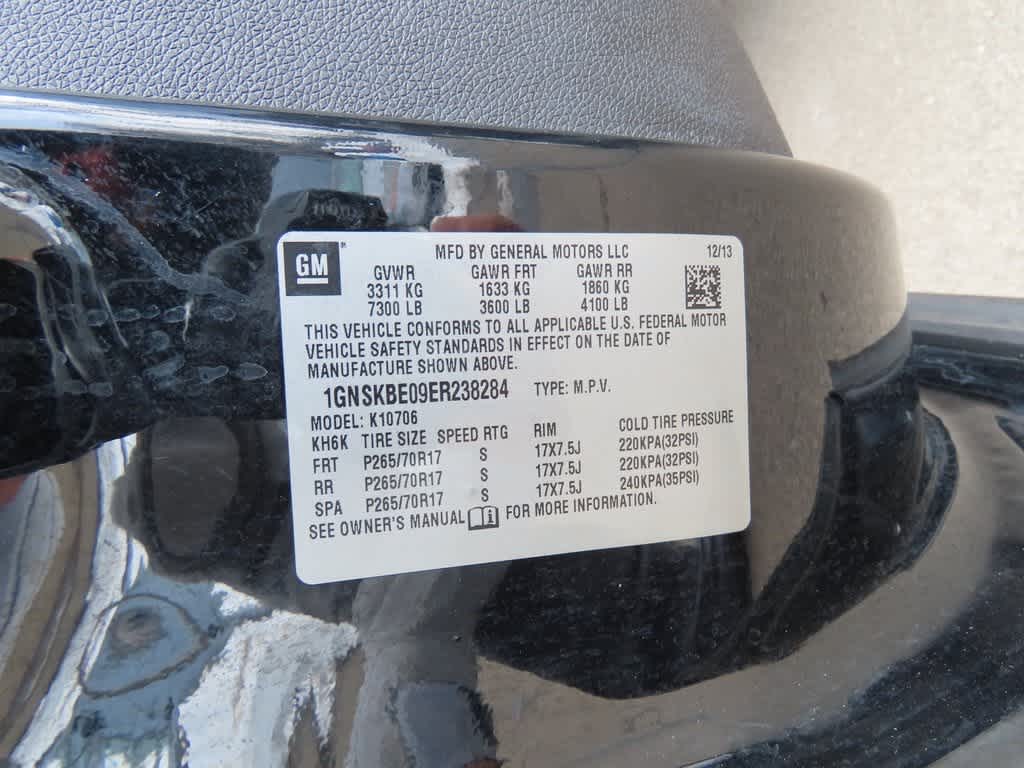 GM
MFD BY GENERAL MOTORS LLC 12/13
GVWR GAWR FRT GAWR RR
3311 KG 1633 KG 1860 KG
7300 LB 3600 LB 4100 LB
THIS VEHICLE CONFORMS TO ALL APPLICABLE U.S. FEDERAL MOTOR
VEHICLE SAFETY STANDARDS IN EFFECT ON THE DATE OF
MANUFACTURE SHOWN ABOVE.
1GNSKBE09ER238284 TYPE: M.P.V.
MODEL: K10706
KH6K TIRE SIZE SPEED RTG RIM COLD TIRE PRESSURE
FRT P265/70R17 S 17X7.5J 220KPA(32PSI)
RR P265/70R17 S 17X7.5J 220KPA(32PSI)
SPA P265/70R17 S 17X7.5J 240KPA(35PSI)
SEE OWNER'S MANUAL FOR MORE INFORMATION.